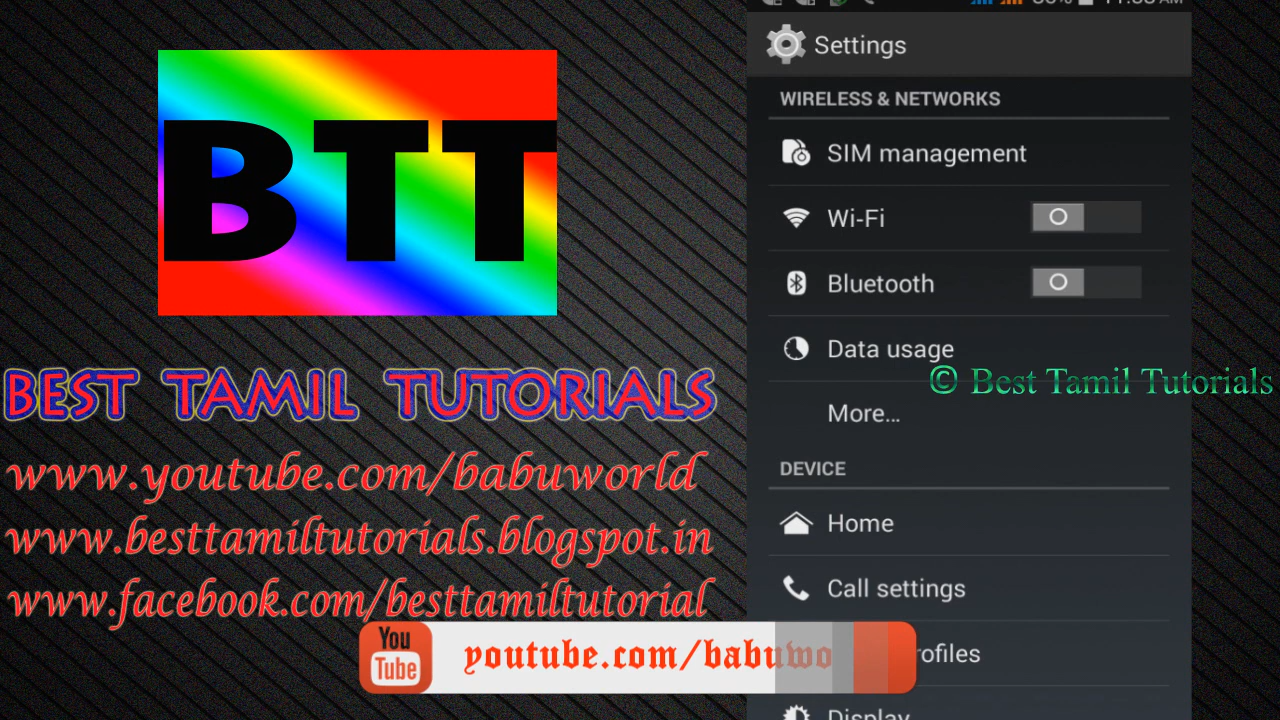 BTT
BEST TAMIL TUTORIALS
www.youtube.com/babuworld
www.besttamiltutorials.blogspot.in
www.facebook.com/besttamiltutorial
You
Tube
youtube.com/babuwo
Settings
WIRELESS & NETWORKS
SIM management
Wi-Fi
Bluetooth
Data usage
© Best Tamil Tutorials
More...
DEVICE
Home
Call settings
rofiles
Display